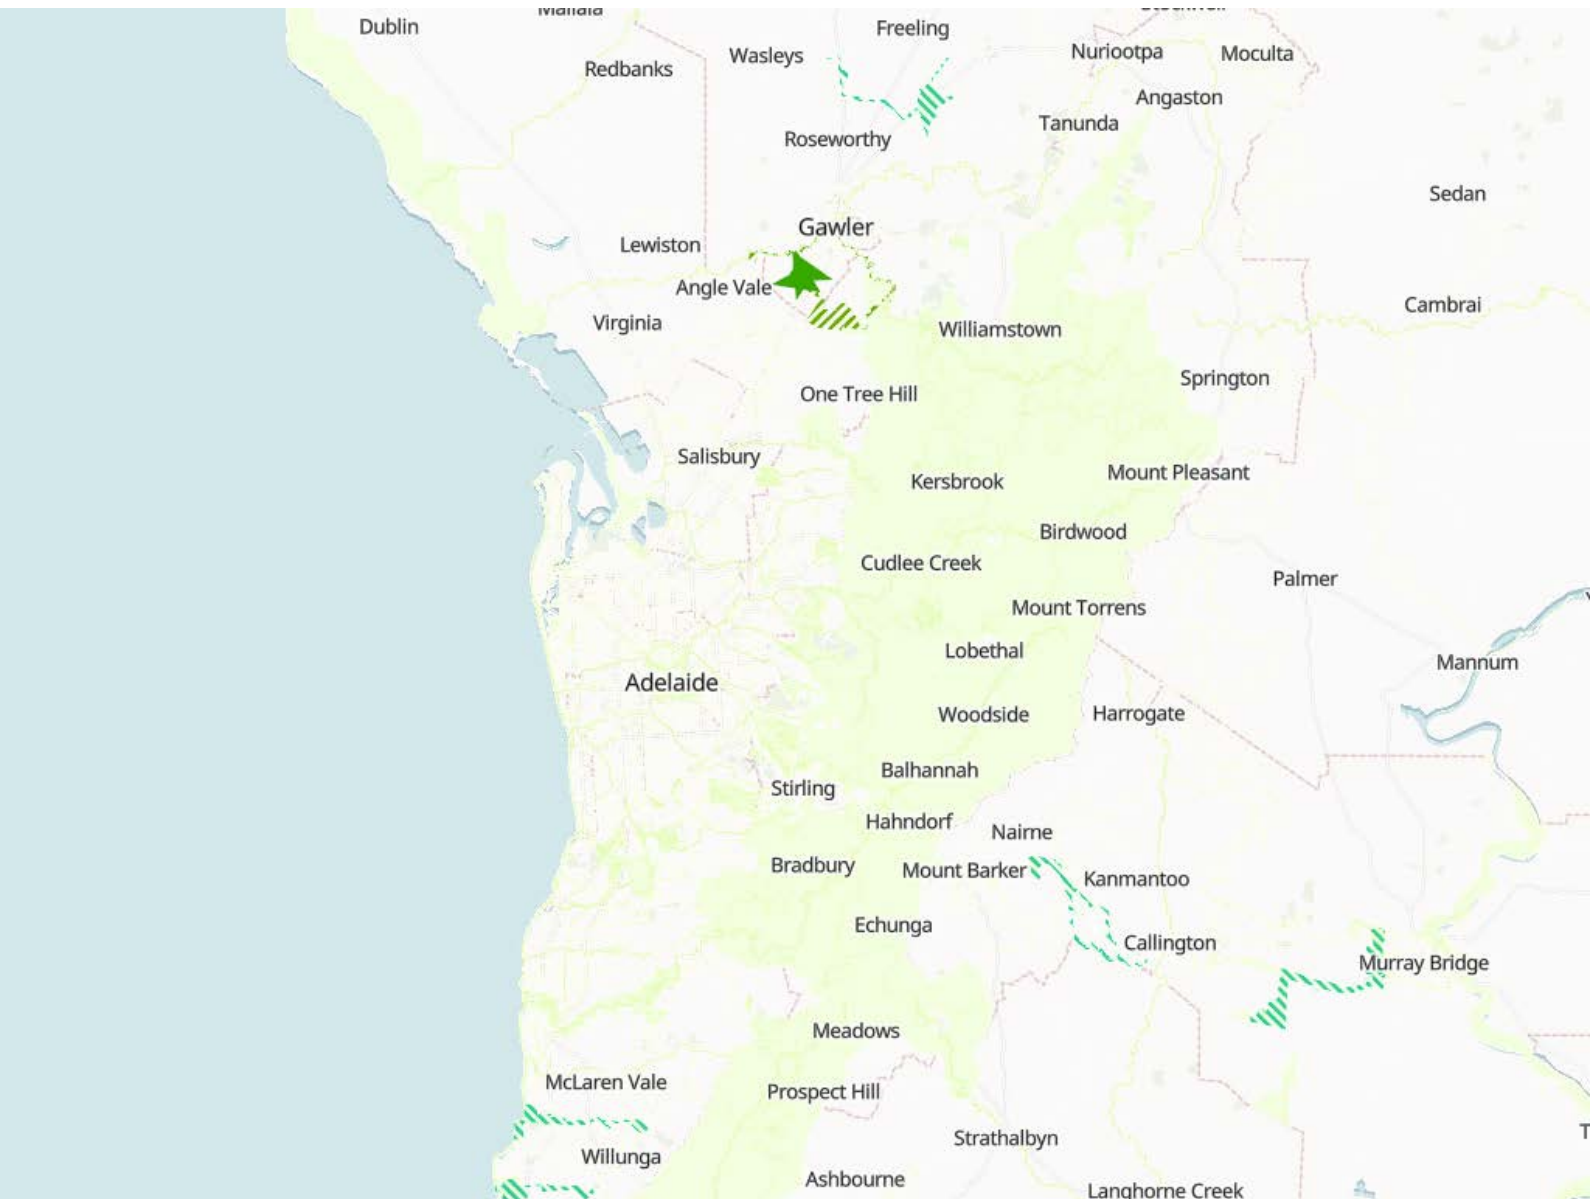 Dublin
Freeling
Wasleys
Nuriootpa
Moculta
Redbanks
Angaston
Tanunda
Roseworthy
Sedan
Gawler
Lewiston
Angle Vale
Cambrai
Virginia
Williamstown
Springton
One Tree Hill
Salisbury
Mount Pleasant
Kersbrook
Birdwood
Cudlee Creek
Palmer
Mount Torrens
Lobethal
Mannum
Adelaide
Woodside
Harrogate
Balhannah
Stirling
Hahndorf
Nairne
Bradbury
Mount Barker
Kanmantoo
Echunga
Callington
Murray Bridge
Meadows
McLaren Vale
Prospect Hill
Strathalbyn
Willunga
Ashbourne
Langhorne Creek